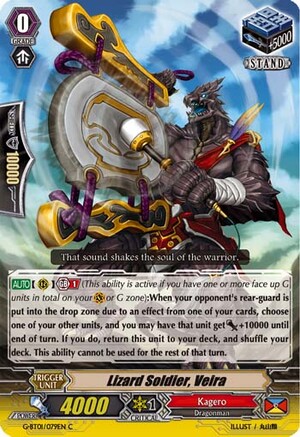 0
GRADE
+5000
STAND
10000
That sound shakes the soul of the warrior.
AUTO GB 1 (This ability is active if you have one or more face up G
units in total on your or G zone):When your opponent's rear-guard is
put into the drop zone due to an effect from one of your cards, choose
one of your other units, and you may have that unit get +10000 until
end of turn. If you do, return this unit to your deck, and shuffle your
deck. This ability cannot be used for the rest of that turn.
TRIGGER
UNIT
Lizard Soldier, Veira
POWER
4000
1
CRITICAL
Kagero
Dragonman
G-BT01/079EN C
ILLUST /